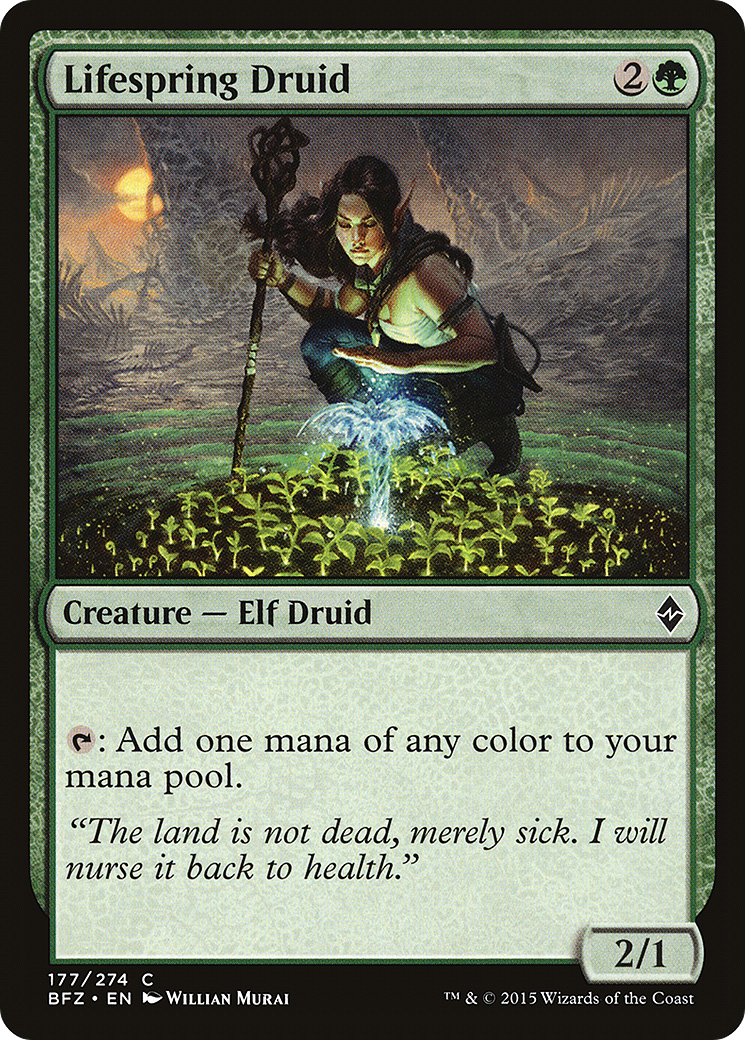 Lifespring Druid 2
Creature — Elf Druid
: Add one mana of any color to your
mana pool.
“The land is not dead, merely sick. I will
nurse it back to health.”
2/1
177/274 C
BFZ • EN Willian Murai
™ & © 2015 Wizards of the Coast